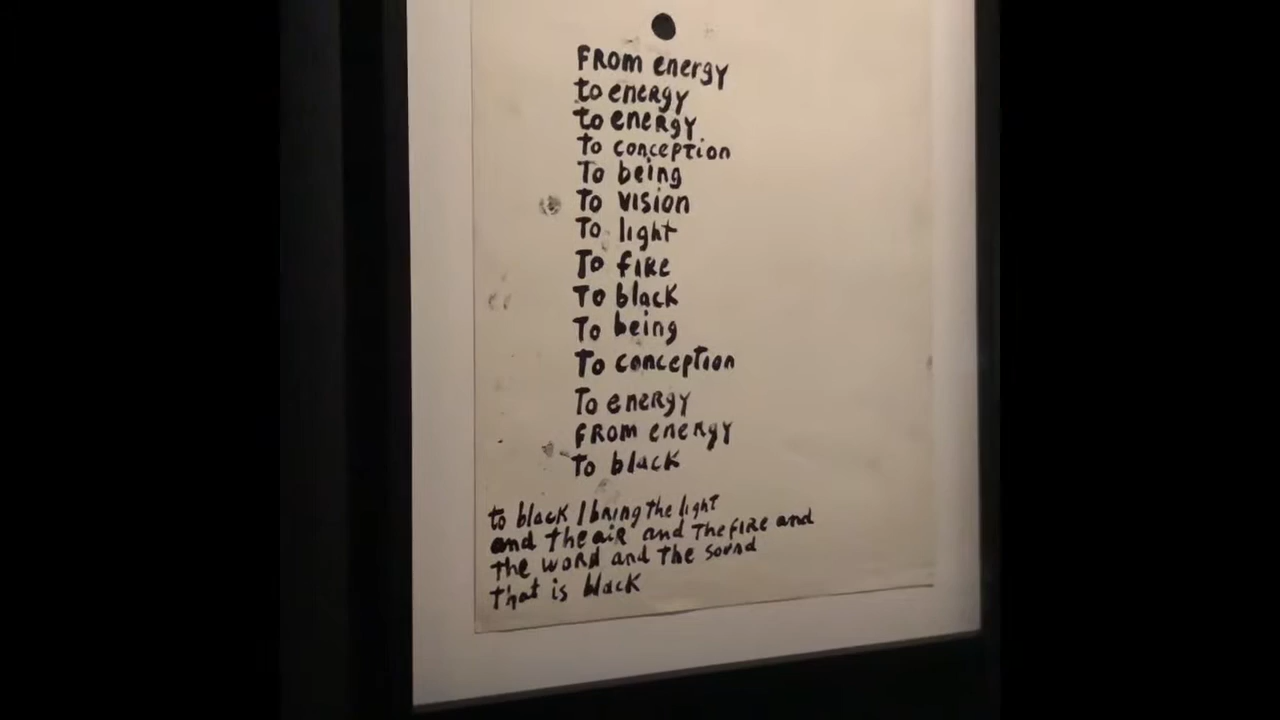 FROM energy
to energy
to energy
To conception
To being
To vision
To light
To fire
To black
To being
To conception
To energy
FROM energy
To black
to black I bring the light
and the air and The fire and
The word and The sound
That is black